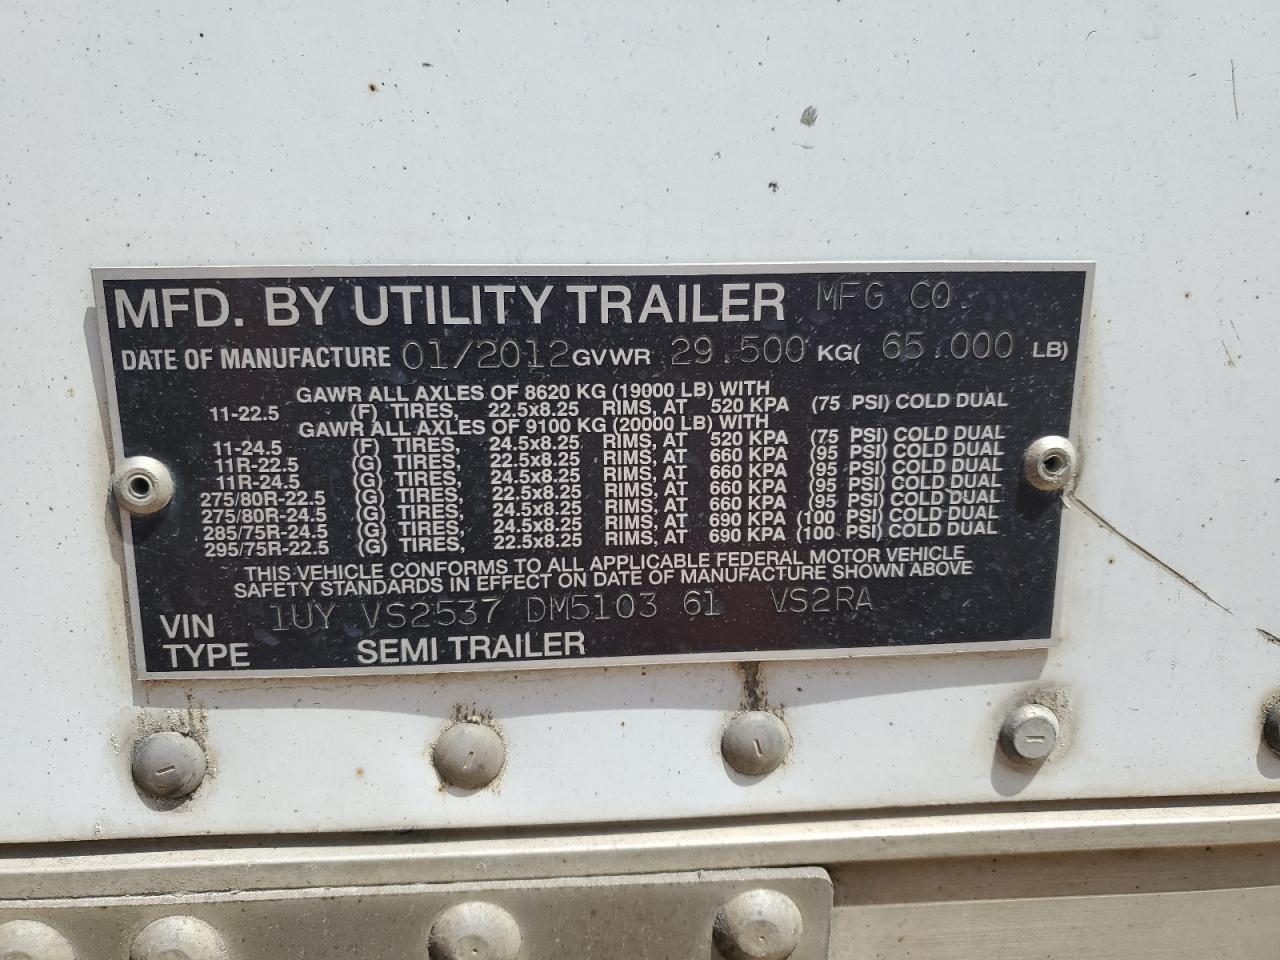 MFD. BY UTILITY TRAILER MFG CO
DATE OF MANUFACTURE 01/2012 GVWR 29.500 KG( 65.000 LB)
GAWR ALL AXLES OF 8620 KG (19000 LB) WITH
11-22.5 (F) TIRES, 22.5x8.25 RIMS, AT 520 KPA (75 PSI) COLD DUAL
GAWR ALL AXLES OF 9100 KG (20000 LB) WITH
11-24.5 (F) TIRES, 24.5x8.25 RIMS, AT 520 KPA (75 PSI) COLD DUAL
11R-22.5 (G) TIRES, 22.5x8.25 RIMS, AT 660 KPA (95 PSI) COLD DUAL
11R-24.5 (G) TIRES, 24.5x8.25 RIMS, AT 660 KPA (95 PSI) COLD DUAL
275/80R-22.5 (G) TIRES, 22.5x8.25 RIMS, AT 660 KPA (95 PSI) COLD DUAL
275/80R-24.5 (G) TIRES, 24.5x8.25 RIMS, AT 660 KPA (95 PSI) COLD DUAL
285/75R-24.5 (G) TIRES, 24.5x8.25 RIMS, AT 690 KPA (100 PSI) COLD DUAL
295/75R-22.5 (G) TIRES, 22.5x8.25 RIMS, AT 690 KPA (100 PSI) COLD DUAL
THIS VEHICLE CONFORMS TO ALL APPLICABLE FEDERAL MOTOR VEHICLE
SAFETY STANDARDS IN EFFECT ON DATE OF MANUFACTURE SHOWN ABOVE
VIN 1UY VS2537 DM5103 61 VS2RA
TYPE SEMI TRAILER